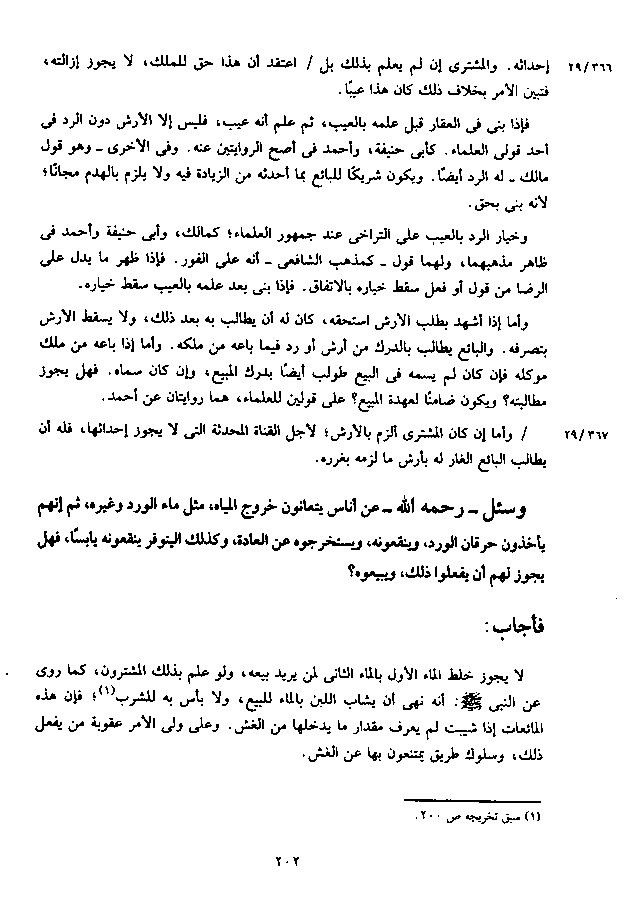 ٢٩/٣٦٦ إحداثه. والمشترى إن لم يعلم بذلك بل / اعتقد أن هذا حق للملك، لا يجوز إزالته،
فتبين الأمر بخلاف ذلك كان هذا عيبًا.
فإذا بنى فى العقار قبل علمه بالعيب، ثم علم أنه عيب، فليس إلا الأرش دون الرد فى
أحد قولى العلماء. كأبى حنيفة، وأحمد فى أصح الروايتين عنه. وفى الأخرى ـ وهو قول
مالك ـ له الرد أيضًا. ويكون شريكًا للبائع بما أحدثه من الزيادة فيه ولا يلزم بالهدم مجانًا؛
لأنه بنى بحق.
وخيار الرد بالعيب على التراخى عند جمهور العلماء؛ كمالك، وأبى حنيفة وأحمد فى
ظاهر مذهبهما، ولهما قول ـ كمذهب الشافعى ـ أنه على الفور. فإذا ظهر ما يدل على
الرضا من قول أو فعل سقط خياره بالاتفاق. فإذا بنى بعد علمه بالعيب سقط خياره.
وأما إذا أشهد بطلب الأرش استحقه، كان له أن يطالب به بعد ذلك، ولا يسقط الأرش
بتصرفه. والبائع يطالب بالدرك من أرش أو رد فيما باعه من ملكه. وأما إذا باعه من ملك
موكله فإن كان لم يسمه فى البيع طولب أيضًا بدرك المبيع، وإن كان سماه. فهل يجوز
مطالبته؟ ويكون ضامنًا لعهدة المبيع؟ على قولين للعلماء، هما روايتان عن أحمد.
٢٩/٣٦٧ / وأما إن كان المشترى ألزم بالأرش؛ لأجل القناة المحدثة التى لا يجوز إحداثها، فله أن
يطالب البائع الغار له بأرش ما لزمه بغرره.
وسئل ـ رحمه الله ـ عن أناس يتعانون خروج المياه، مثل ماء الورد وغيره، ثم إنهم
يأخذون حرقان الورد، وينقعونه، ويستخرجوه عن العادة، وكذلك الينوفر ينقعونه يابسًا، فهل
يجوز لهم أن يفعلوا ذلك، ويبيعوه؟
فأجاب:
لا يجوز خلط الماء الأول بالماء الثانى لمن يريد بيعه، ولو علم بذلك المشترون، كما روى
عن النبى ﷺ: أنه نهى أن يشاب اللبن بالماء للبيع، ولا بأس به للشرب(١)؛ فإن هذه
المائعات إذا شيبت لم يعرف مقدار ما يدخلها من الغش. وعلى ولى الأمر عقوبة من يفعل
ذلك، وسلوك طريق يمتنعون بها عن الغش.
(١) سبق تخريجه ص ٢٠٠.
٢٠٢